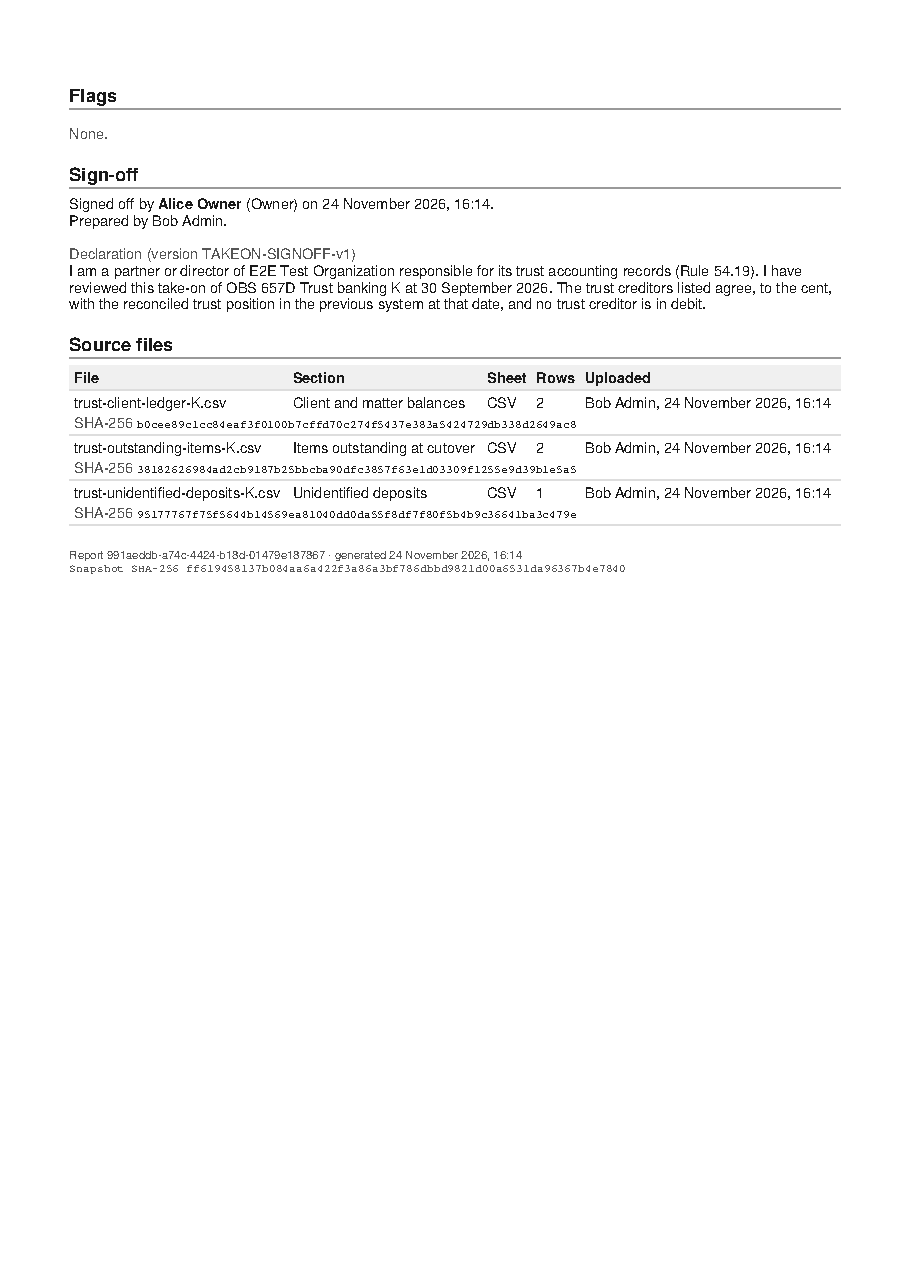 Flags
None.
Sign-off
Signed off by Alice Owner (Owner) on 24 November 2026, 16:14.
Prepared by Bob Admin.
Declaration (version TAKEON-SIGNOFF-v1)
I am a partner or director of E2E Test Organization responsible for its trust accounting records (Rule 54.19). I have
reviewed this take-on of OBS 657D Trust banking K at 30 September 2026. The trust creditors listed agree, to the cent,
with the reconciled trust position in the previous system at that date, and no trust creditor is in debit.
Source files
File Section Sheet Rows Uploaded
trust-client-ledger-K.csv Client and matter balances CSV 2 Bob Admin, 24 November 2026, 16:14
SHA-256 b0cee89c1cc84eaf3f0100b7cffd70c274f5437e383a5424729db338d2649ac8
trust-outstanding-items-K.csv Items outstanding at cutover CSV 2 Bob Admin, 24 November 2026, 16:14
SHA-256 38182626984ad2cb9187b25bbcba90dfc3857f63e1d03309f1255e9d39b1e5a5
trust-unidentified-deposits-K.csv Unidentified deposits CSV 1 Bob Admin, 24 November 2026, 16:14
SHA-256 95177767f75f5644b14569ea81040dd0da55f8df7f80f5b4b9c36641ba3c479e
Report 991aeddb-a74c-4424-b18d-01479e187867 · generated 24 November 2026, 16:14
Snapshot SHA-256 ff619458137b084aa6a422f3a86a3bf786dbbd9821d00a6531da96367b4e7840